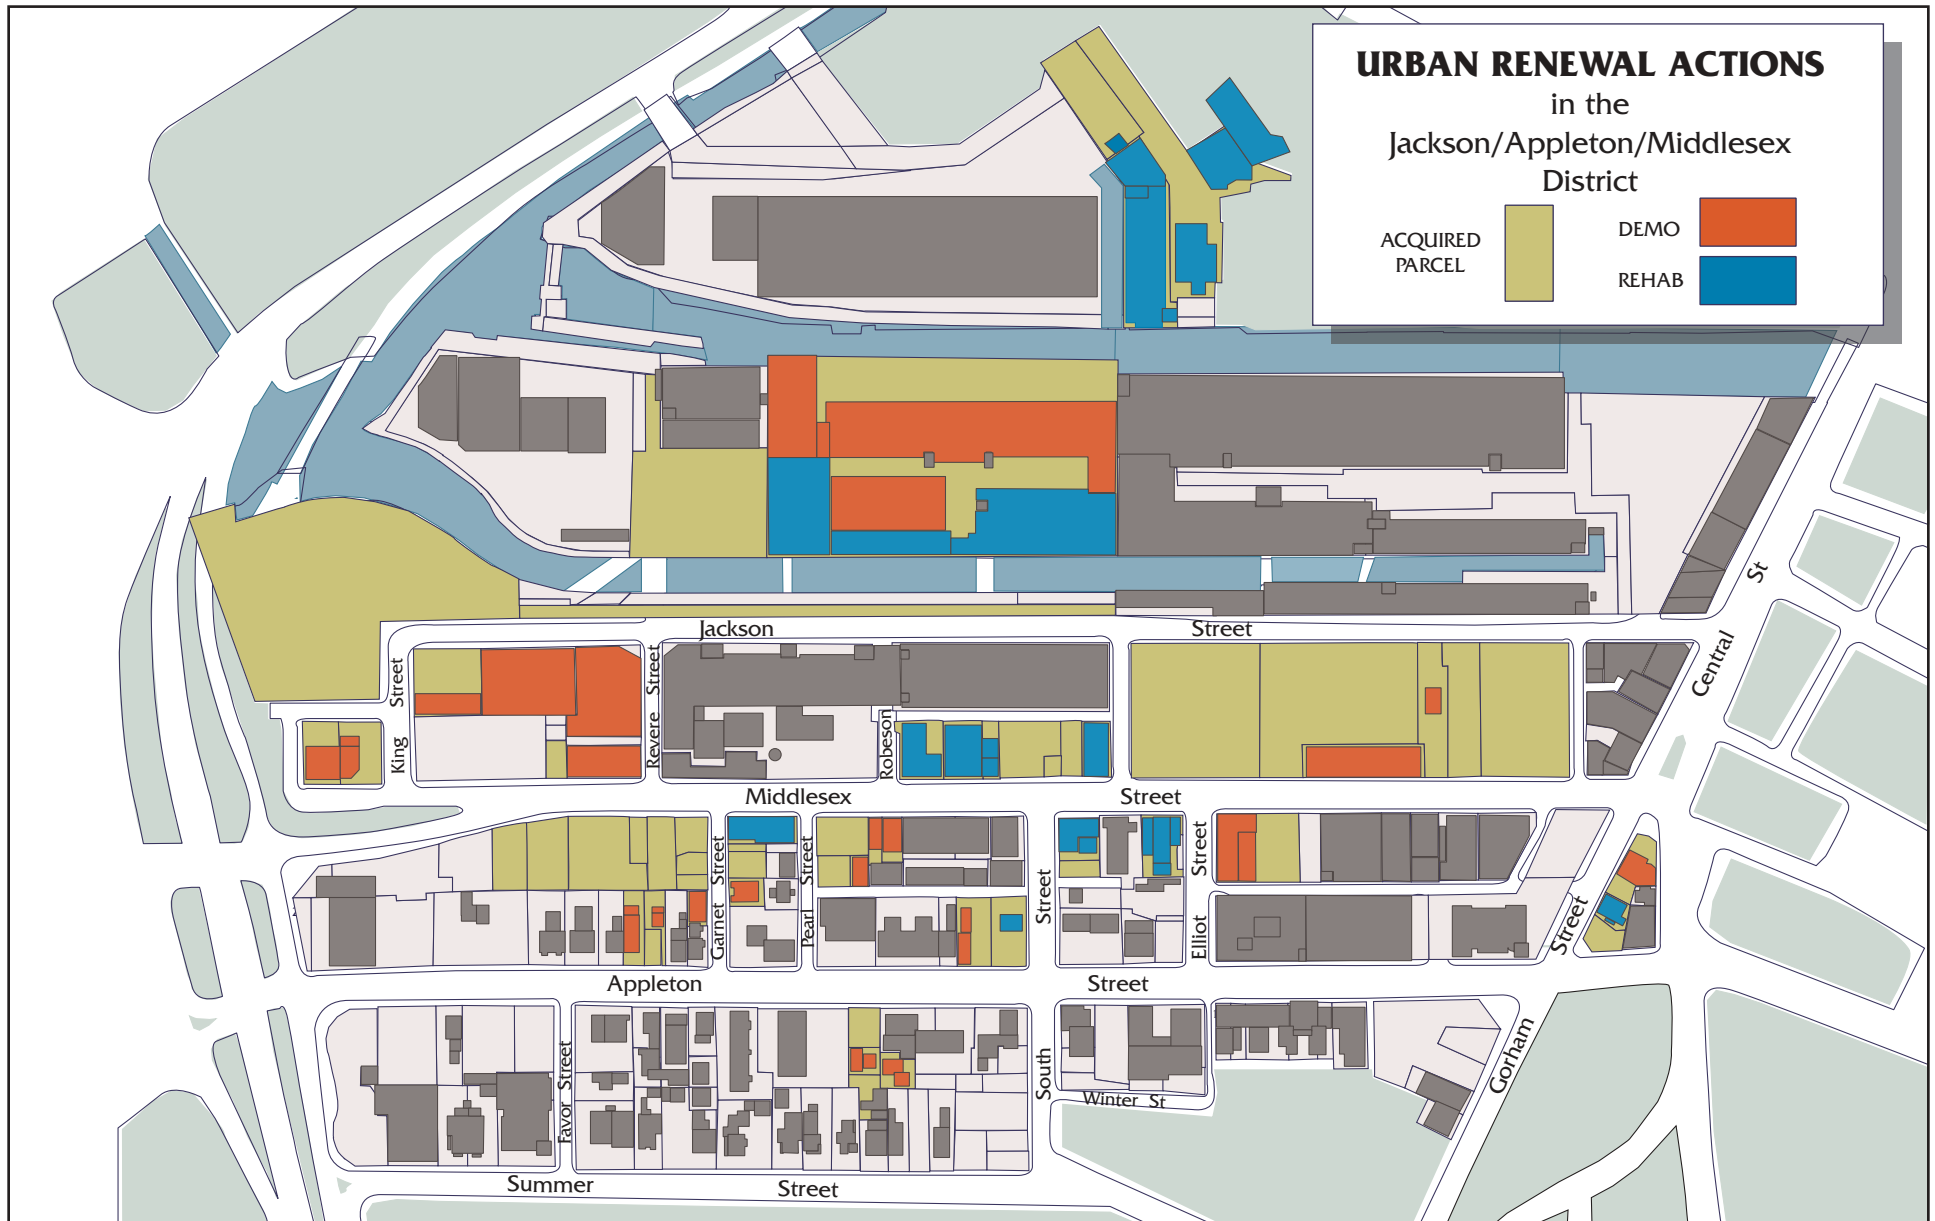 URBAN RENEWAL ACTIONS
in the
Jackson/Appleton/Middlesex
District
ACQUIRED
PARCEL
DEMO
REHAB
St
Central
Jackson
Street
Street
King
Street
Revere
Robeson
Middlesex
Street
Street
Garnet
Street
Pearl
Street
Street
Elliot
Street
Appleton
Street
Street
Favor
South
Winter St
Gorham
Summer
Street